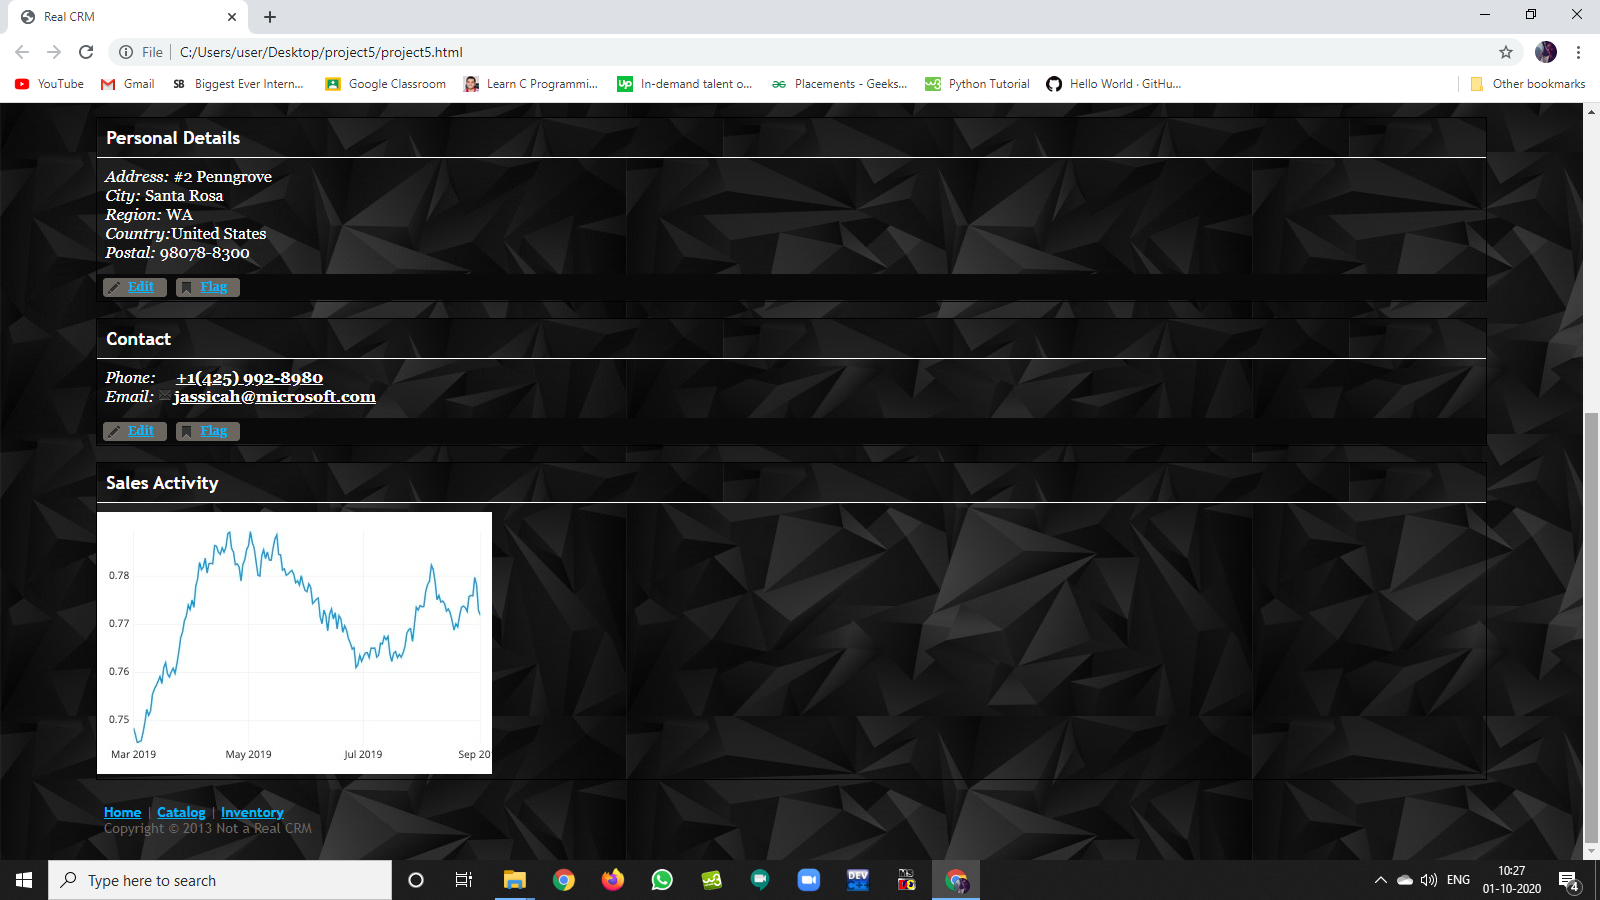 Real CRM
File
C:/Users/user/Desktop/project5/project5.html
YouTube
Gmail
SB Biggest Ever Intern...
Google Classroom
Learn C Programmi...
Up In-demand talent o...
Placements - Geeks...
Python Tutorial
Hello World · GitHu...
Other bookmarks
Personal Details
Address: #2 Penngrove
City: Santa Rosa
Region: WA
Country:United States
Postal: 98078-8300
Edit Flag
Contact
Phone: +1(425) 992-8980
Email: jassicah@microsoft.com
Edit Flag
Sales Activity
0.78
0.77
0.76
0.75
Mar 2019 May 2019 Jul 2019 Sep 20
Home | Catalog | Inventory
Copyright © 2013 Not a Real CRM
Type here to search
DEV
ENG
10:27
01-10-2020
4